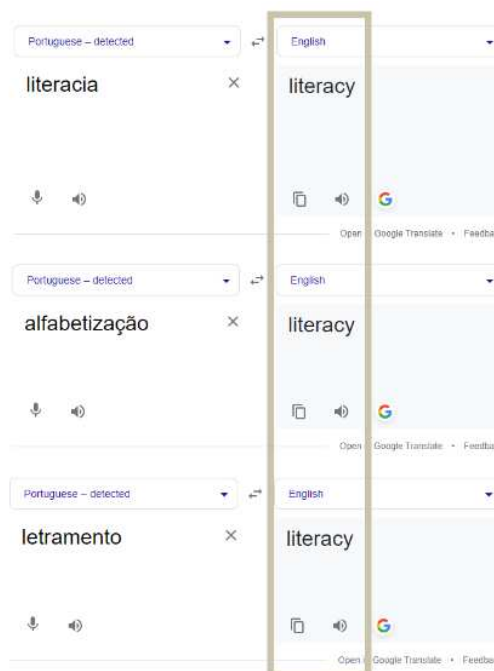 Portuguese – detected English
literacia literacy
Open Google Translate • Feedba
Portuguese – detected English
alfabetização literacy
Open Google Translate • Feedba
Portuguese – detected English
letramento literacy
Open Google Translate • Feedba